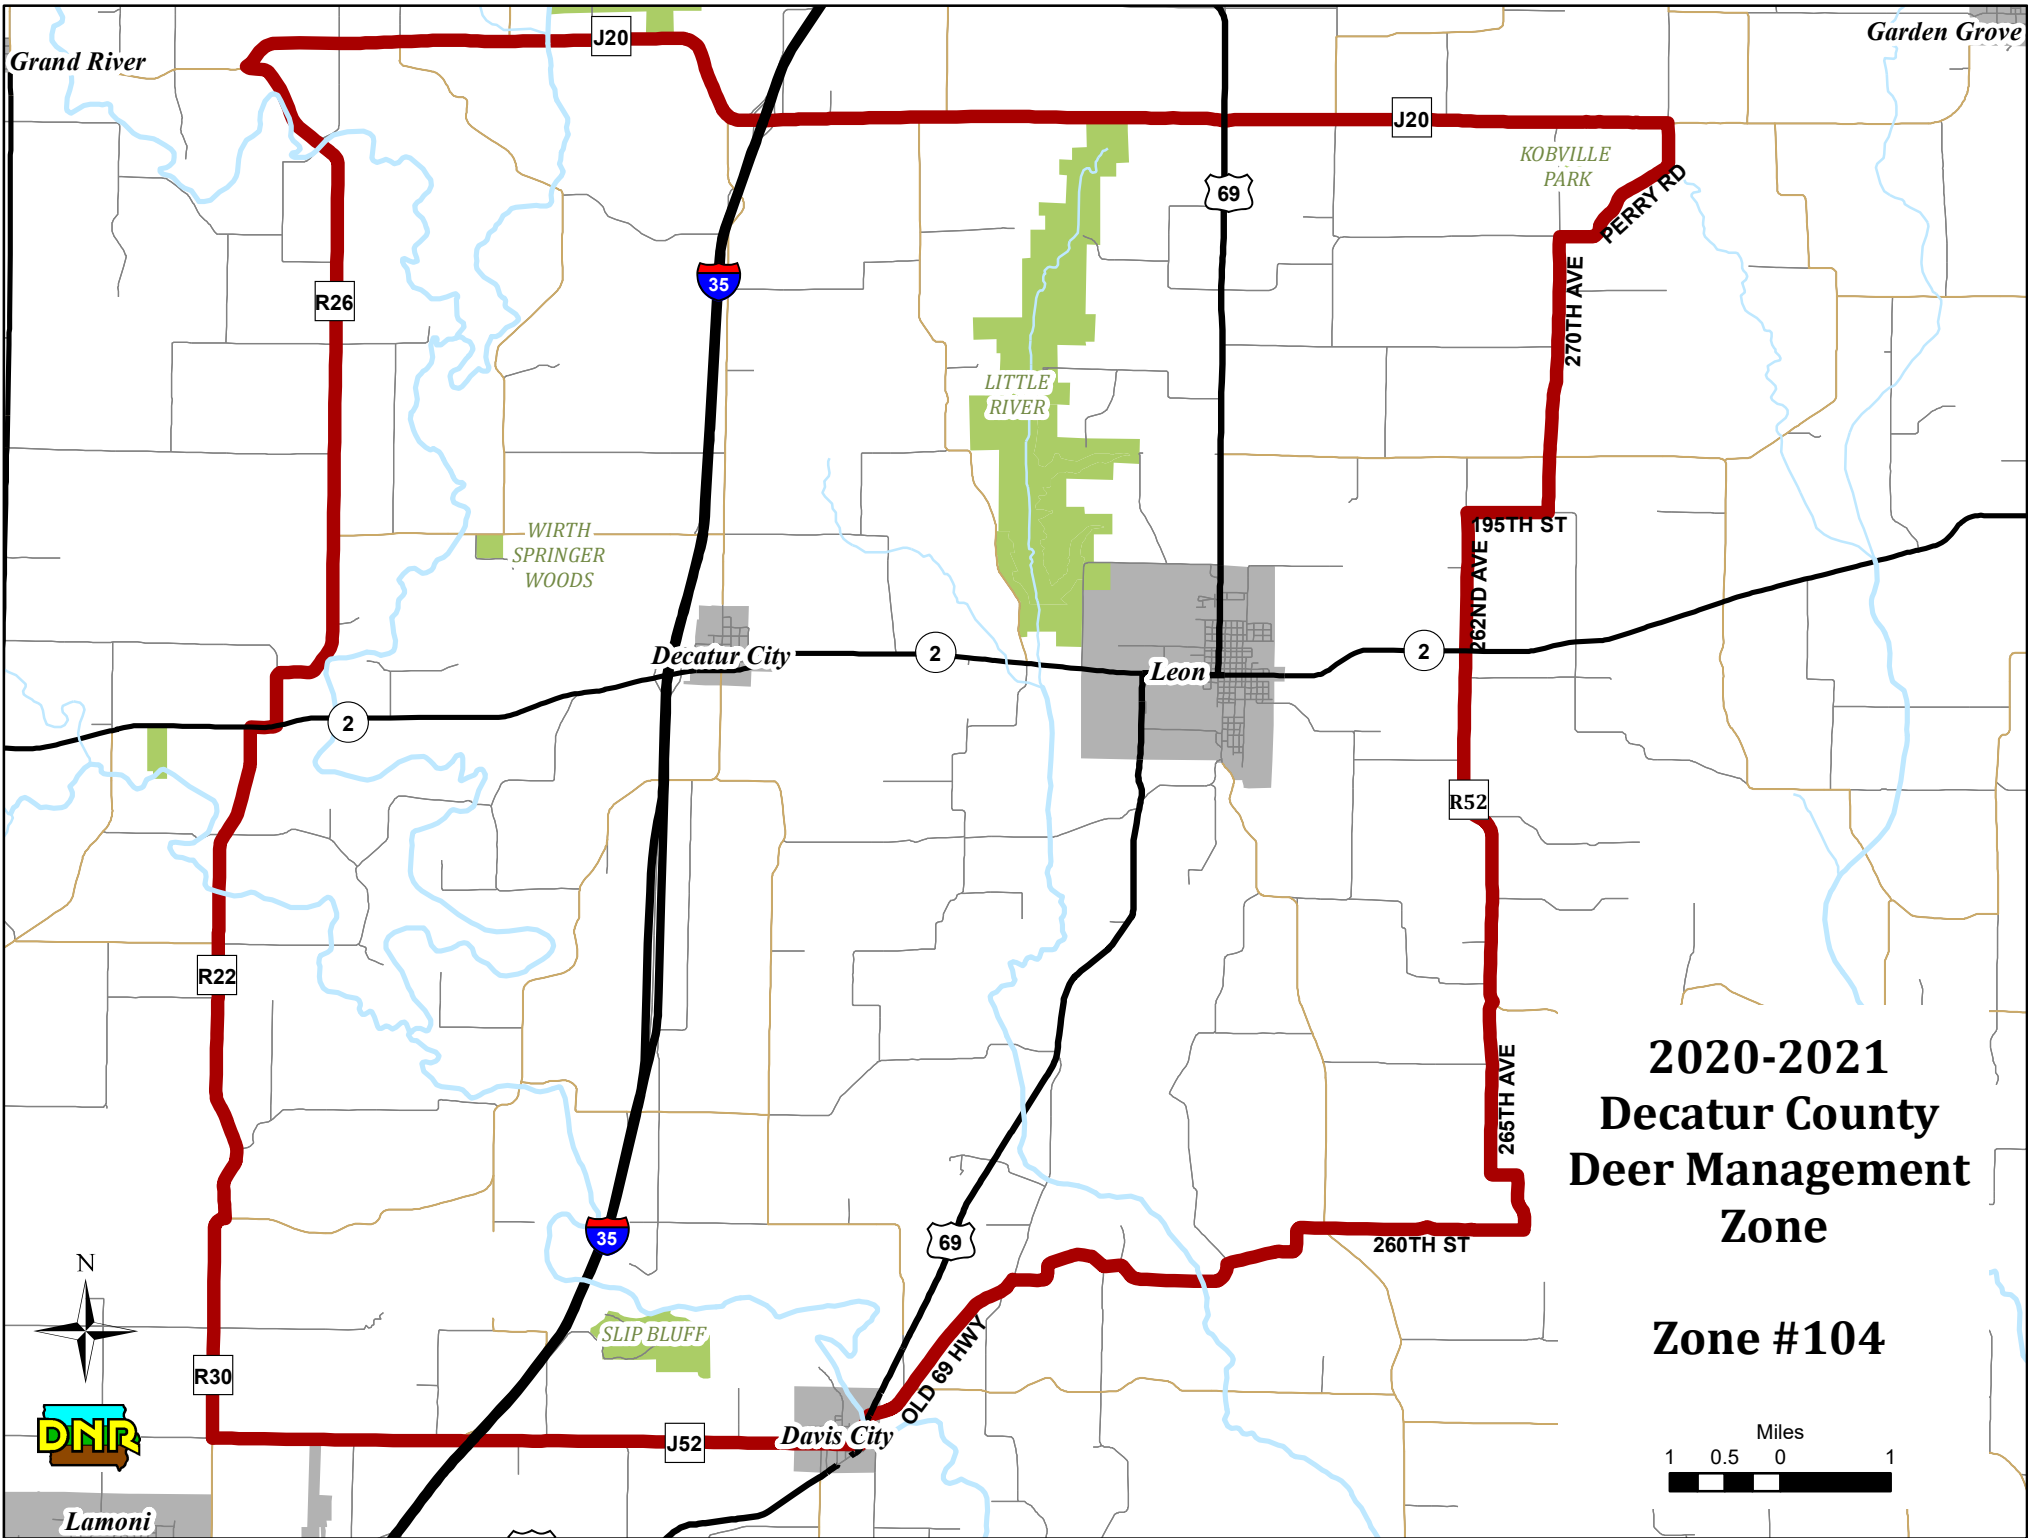 Grand River
J20
Garden Grove
J20
KOBVILLE
PARK
PERRY RD
69
35
R26
270TH AVE
LITTLE
RIVER
195TH ST
262ND AVE
WIRTH
SPRINGER
WOODS
Decatur City
2
Leon
2
2
R52
R22
265TH AVE
2020-2021
Decatur County
Deer Management
Zone
Zone #104
260TH ST
35
69
N
SLIP BLUFF
OLD 69 HWY
R30
DNR
J52
Davis City
Miles
1 0.5 0 1
Lamoni